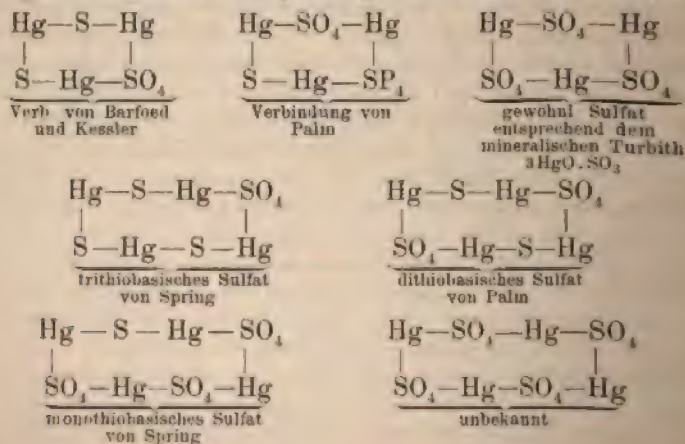 Hg—S—Hg
S—Hg—SO₄
Verb von Barfoed
und Kessler
Hg—SO₄—Hg
S—Hg—SP₄
Verbindung von
Palm
Hg—SO₄—Hg
SO₄—Hg—SO₄
gewöhnl Sulfat
entsprechend dem
mineralischen Turbith
3HgO.SO₃
Hg—S—Hg—SO₄
S—Hg—S—Hg
trithiobasisches Sulfat
von Spring
Hg—S—Hg—SO₄
SO₄—Hg—S—Hg
dithiobasisches Sulfat
von Palm
Hg—S—Hg—SO₄
SO₄—Hg—SO₄—Hg
monothiobasisches Sulfat
von Spring
Hg—SO₄—Hg—SO₄
SO₄—Hg—SO₄—Hg
unbekannt